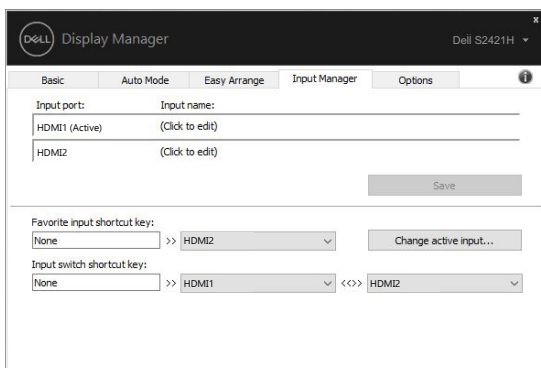 x
DELL Display Manager Dell S2421H
Basic Auto Mode Easy Arrange Input Manager Options i
Input port: Input name:
HDMI1 (Active) (Click to edit)
HDMI2 (Click to edit)
Save
Favorite input shortcut key:
None >> HDMI2 Change active input...
Input switch shortcut key:
None >> HDMI1 <<>> HDMI2